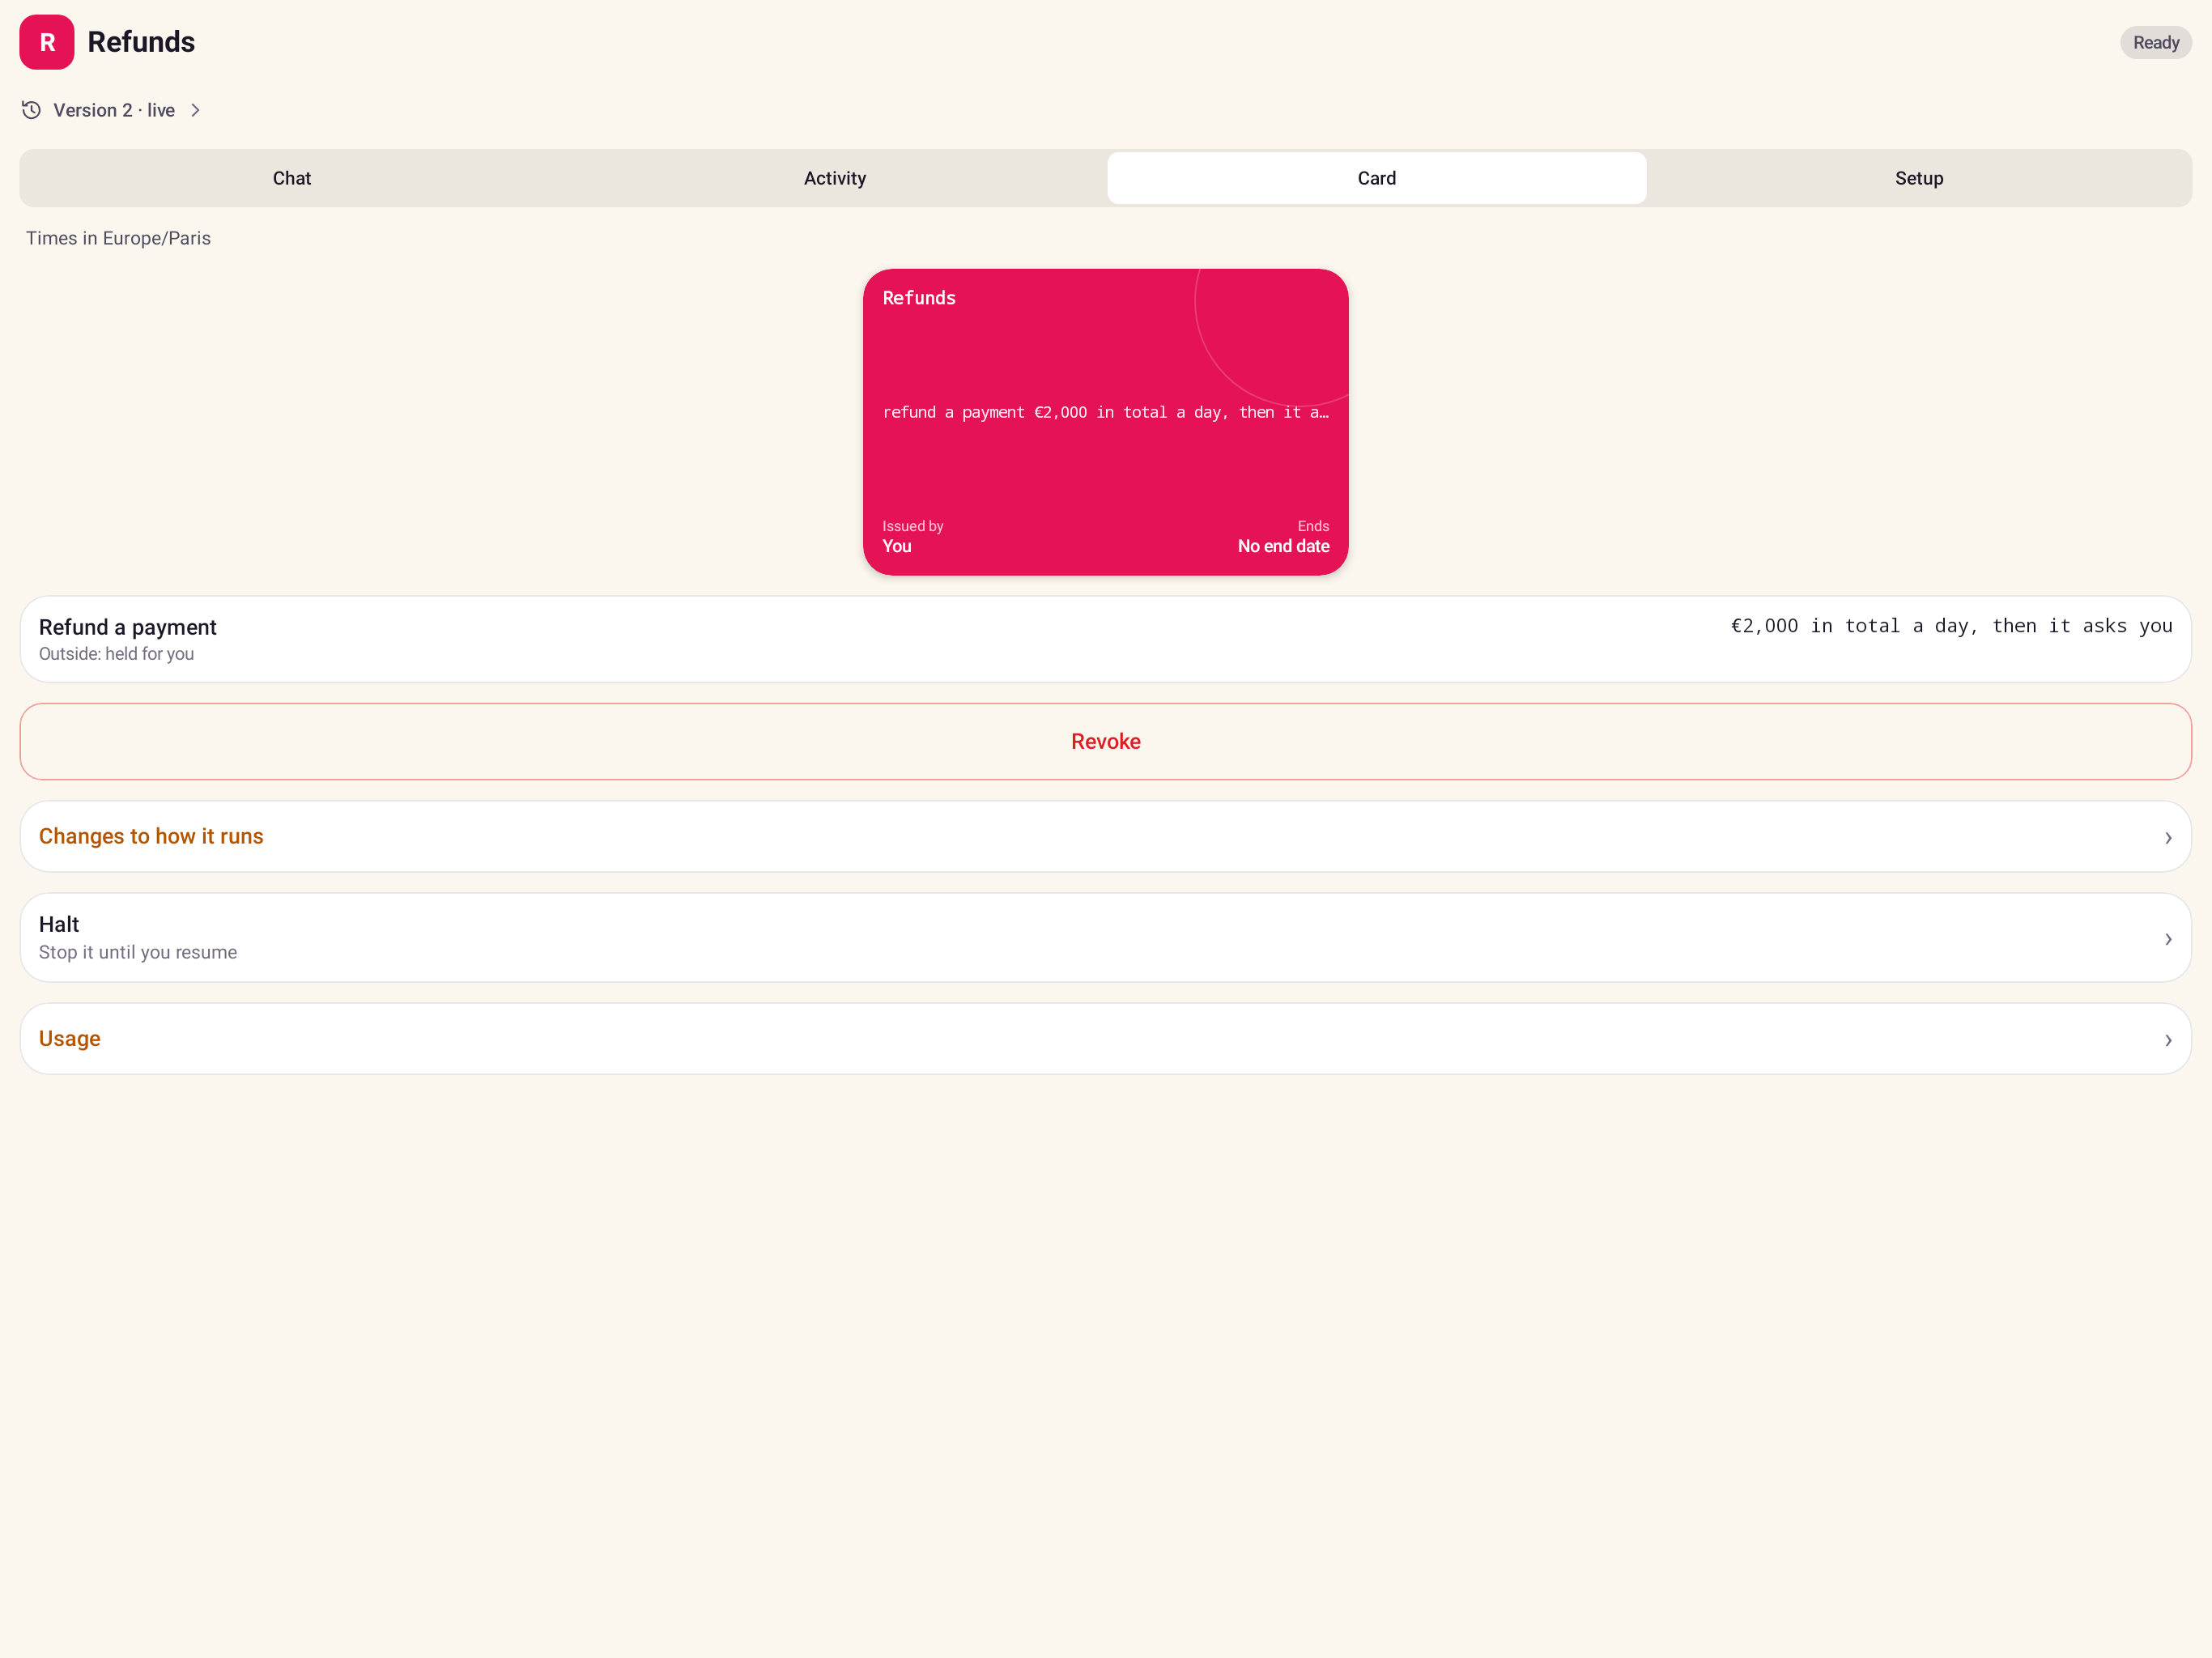 R Refunds
Ready
Version 2 · live
Chat Activity Card Setup
Times in Europe/Paris
Refunds
refund a payment €2,000 in total a day, then it a…
Issued by Ends
You No end date
Refund a payment €2,000 in total a day, then it asks you
Outside: held for you
Revoke
Changes to how it runs
Halt
Stop it until you resume
Usage